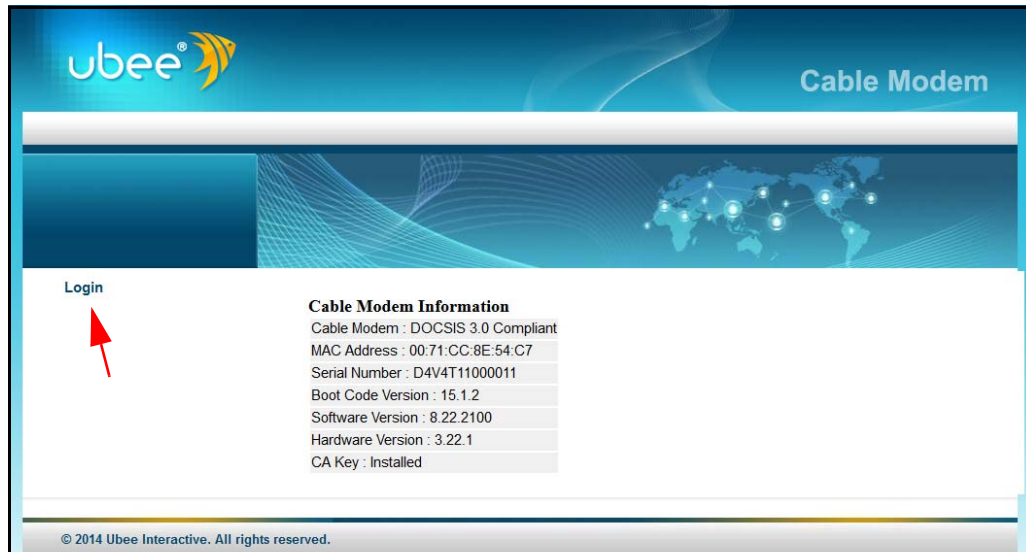 ubee®
Cable Modem
Login
Cable Modem Information
Cable Modem : DOCSIS 3.0 Compliant
MAC Address : 00:71:CC:8E:54:C7
Serial Number : D4V4T11000011
Boot Code Version : 15.1.2
Software Version : 8.22.2100
Hardware Version : 3.22.1
CA Key : Installed
© 2014 Ubee Interactive. All rights reserved.